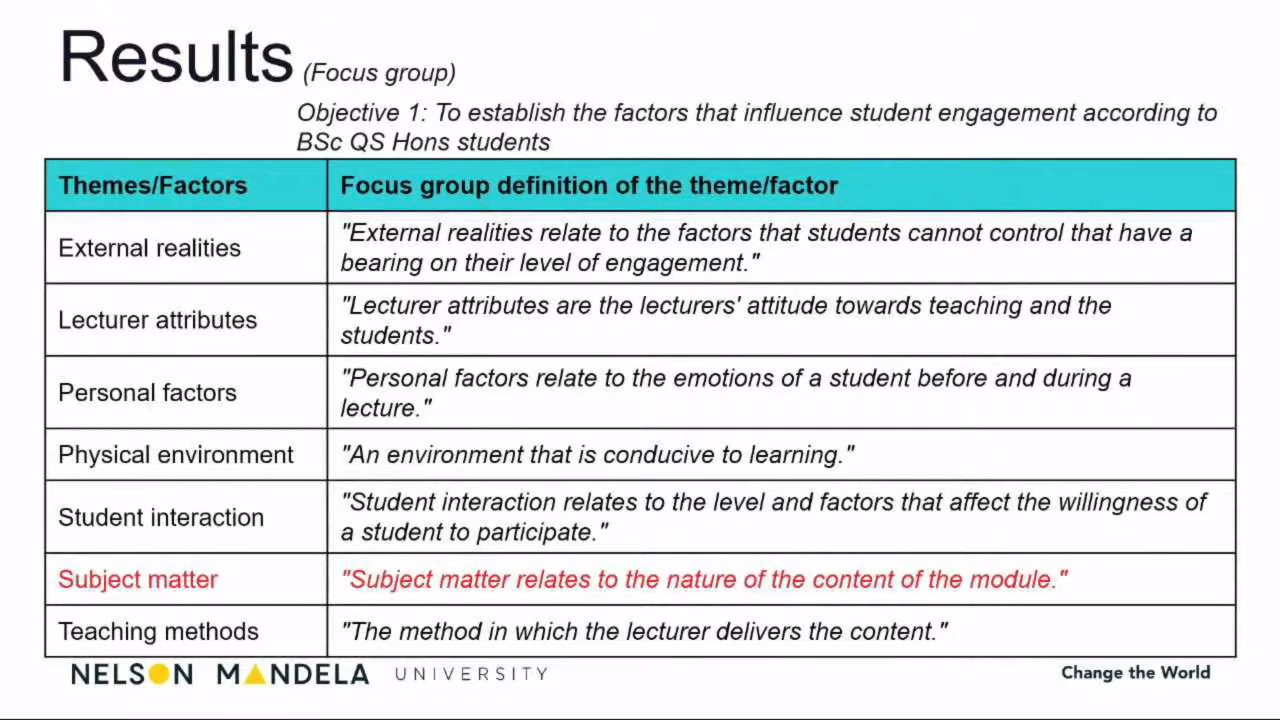 Results (Focus group)
Objective 1: To establish the factors that influence student engagement according to
BSc QS Hons students
Themes/Factors
Focus group definition of the theme/factor
External realities
"External realities relate to the factors that students cannot control that have a
bearing on their level of engagement."
Lecturer attributes
"Lecturer attributes are the lecturers' attitude towards teaching and the
students."
Personal factors
"Personal factors relate to the emotions of a student before and during a
lecture."
Physical environment
"An environment that is conducive to learning."
Student interaction
"Student interaction relates to the level and factors that affect the willingness of
a student to participate."
Subject matter
"Subject matter relates to the nature of the content of the module."
Teaching methods
"The method in which the lecturer delivers the content."
NELSON MANDELA UNIVERSITY
Change the World